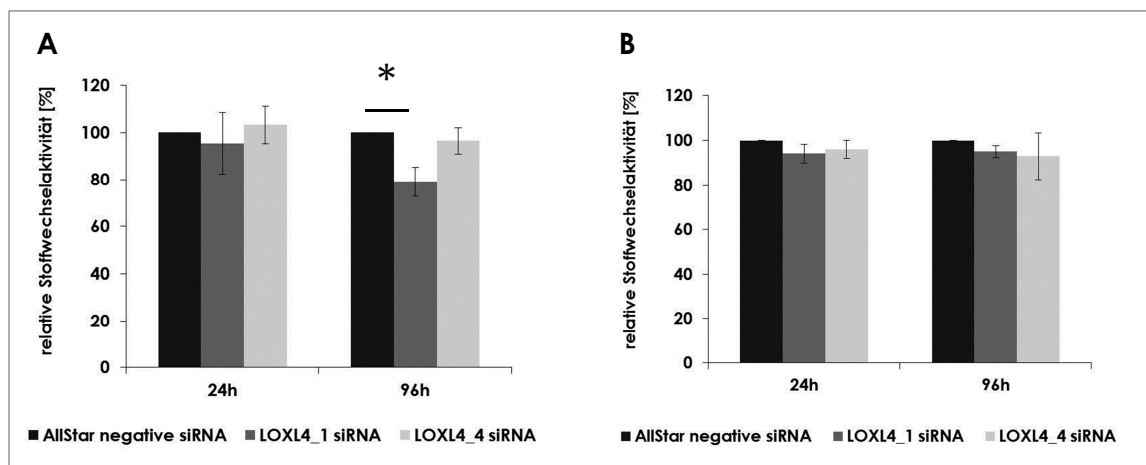 A
relative Stoffwechselaktivität [%]
120
100
80
60
40
20
0
*
24h
96h
AllStar negative siRNA LOXL4_1 siRNA LOXL4_4 siRNA
B
relative Stoffwechselaktivität [%]
120
100
80
60
40
20
0
24h
96h
AllStar negative siRNA LOXL4_1 siRNA LOXL4_4 siRNA